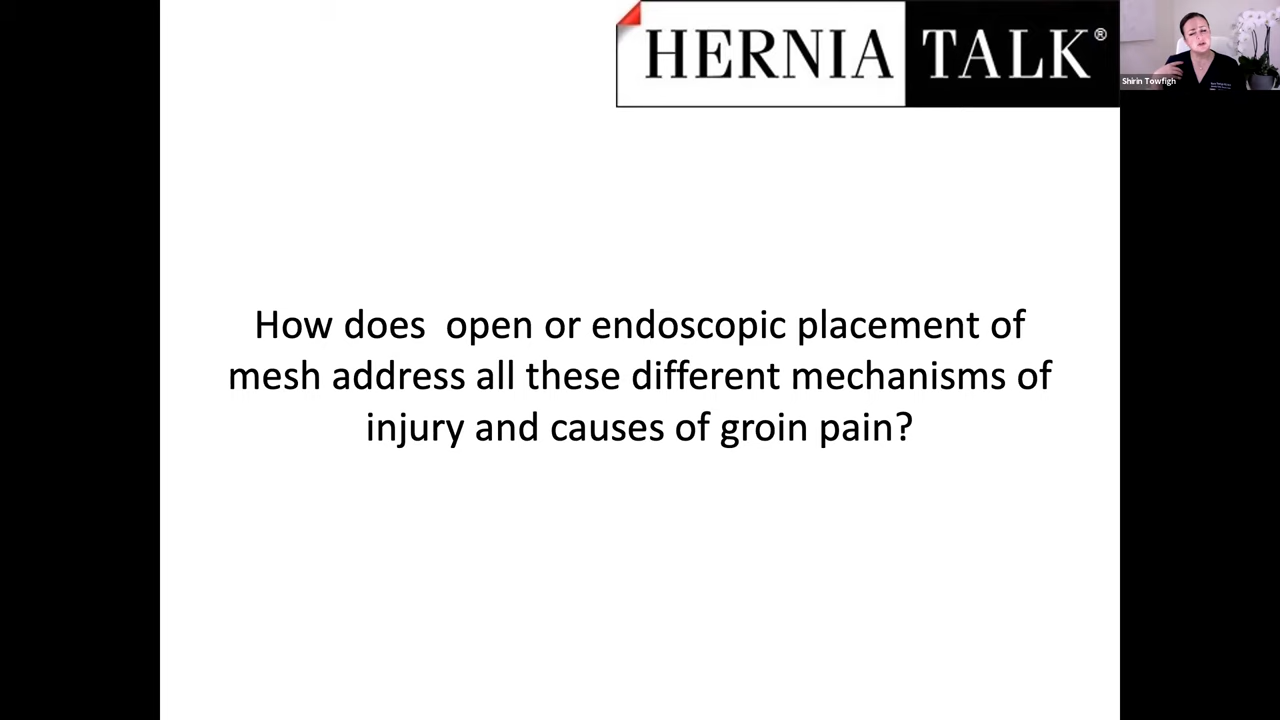 HERNIA TALK®
Shirin Towfigh
How does  open or endoscopic placement of
mesh address all these different mechanisms of
injury and causes of groin pain?